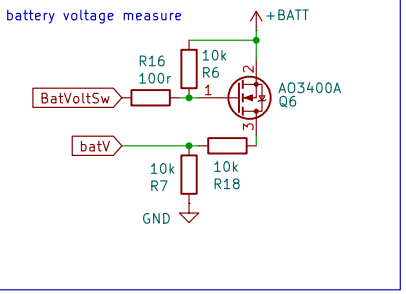 battery voltage measure
+BATT
2
10k
R6
R16
100r
1
AO3400A
Q6
BatVoltSw
3
batV
10k
R7
10k
R18
GND